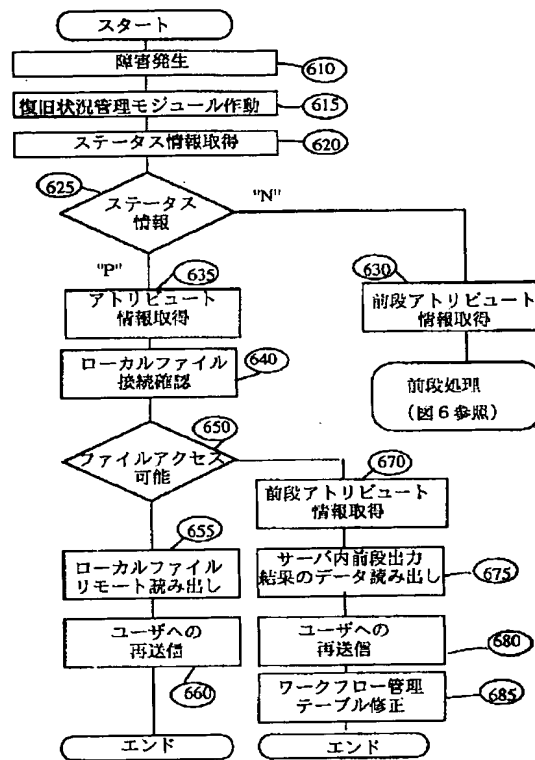 スタート
障害発生
610
復旧状況管理モジュール作動
615
ステータス情報取得
620
625
ステータス
情報
"N"
"P"
635
アトリビュート
情報取得
630
前段アトリビュート
情報取得
640
ローカルファイル
接続確認
前段処理
(図6参照)
650
ファイルアクセス
可能
670
前段アトリビュート
情報取得
655
ローカルファイル
リモート読み出し
サーバ内前段出力
結果のデータ読み出し
675
ユーザへの
再送信
660
ユーザへの
再送信
680
ワークフロー管理
テーブル修正
685
エンド
エンド